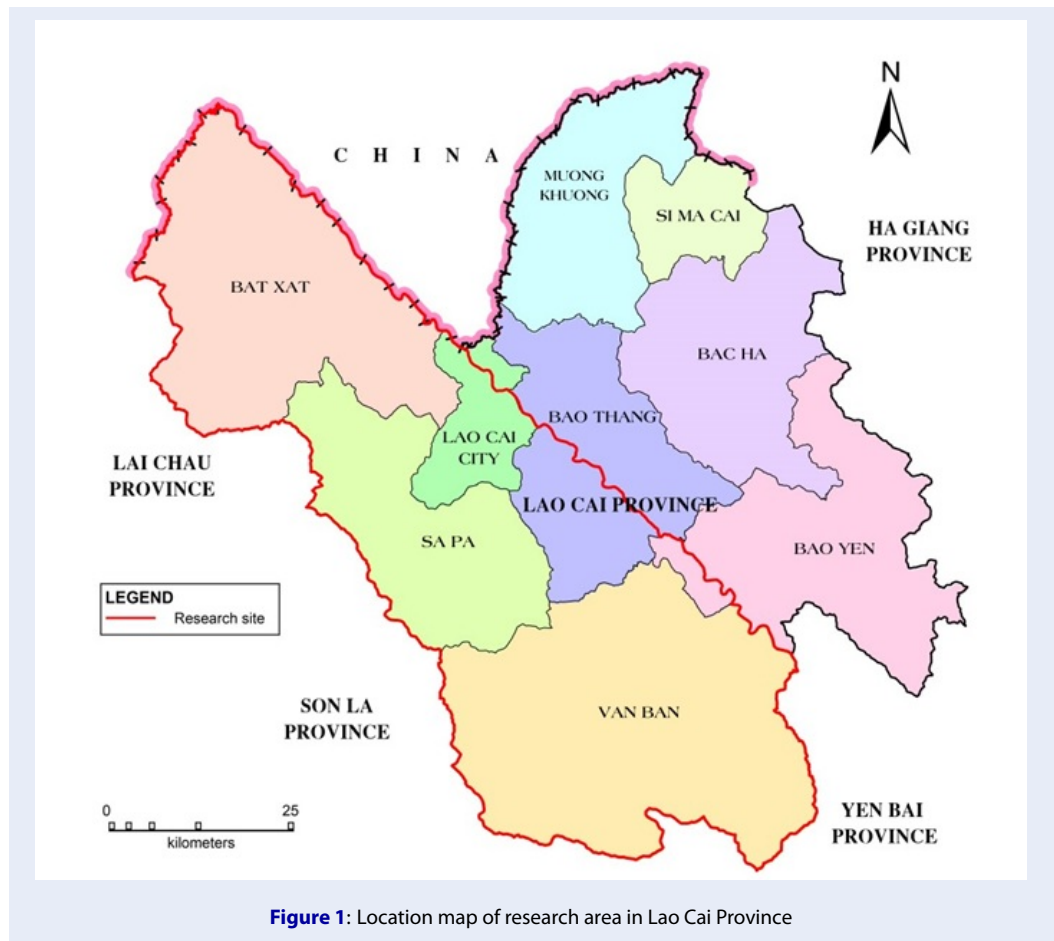 N
C H I N A
MUONG
KHUONG
SI MA CAI
HA GIANG
PROVINCE
BAT XAT
BAC HA
BAO THANG
LAO CAI
CITY
LAI CHAU
PROVINCE
LAO CAI PROVINCE
SA PA
BAO YEN
LEGEND
Research site
SON LA
PROVINCE
VAN BAN
0 25
kilometers
YEN BAI
PROVINCE
Figure 1: Location map of research area in Lao Cai Province